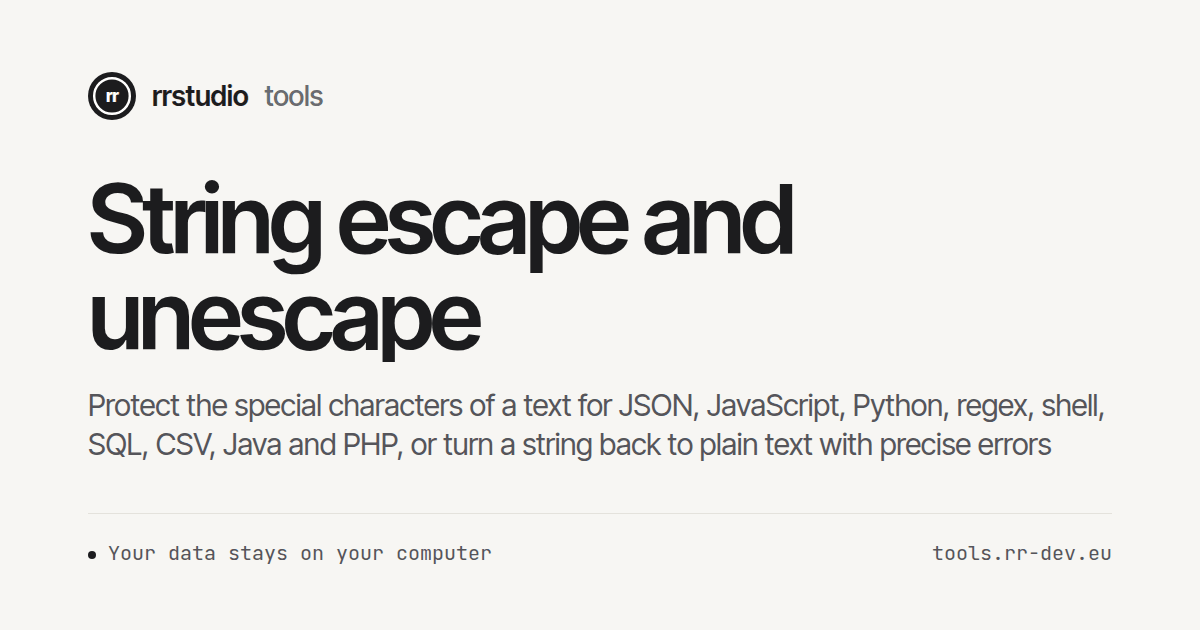 rr rrstudio tools
String escape and
unescape
Protect the special characters of a text for JSON, JavaScript, Python, regex, shell,
SQL, CSV, Java and PHP, or turn a string back to plain text with precise errors
Your data stays on your computer
tools.rr-dev.eu